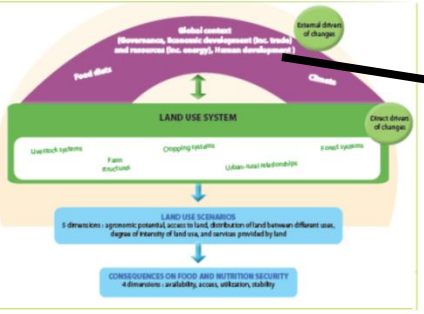 Global context
(Governance, Economic development (Inc. trade)
and resources (Inc. energy), Human development)
External drivers
of changes
Food diets
Climate
LAND USE SYSTEM
Direct drivers
of changes
Livestock systems
Cropping systems
Forest systems
Farm
structures
Urban-rural relationships
LAND USE SCENARIOS
5 dimensions : agronomic potential, access to land, distribution of land between different uses,
degree of intensity of land use, and services provided by land
CONSEQUENCES ON FOOD AND NUTRITION SECURITY
4 dimensions : availability, access, utilization, stability